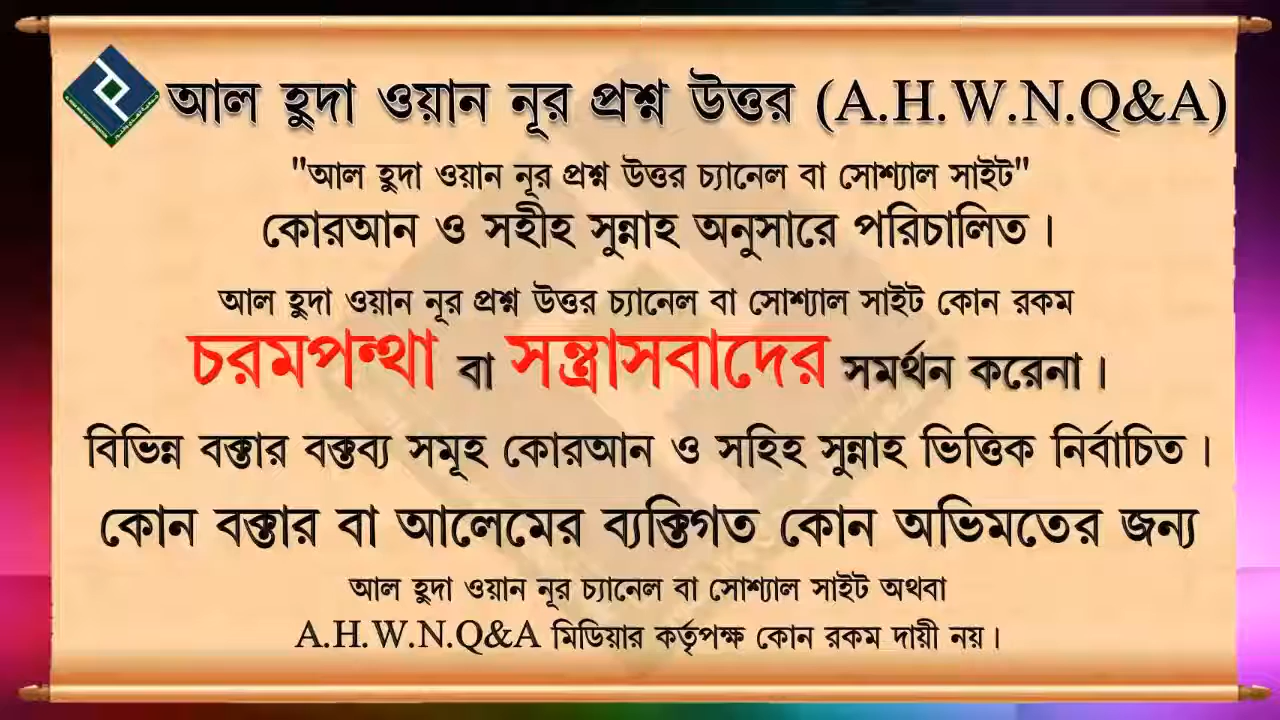 আল হুদা ওয়ান নূর প্রশ্ন উত্তর (A.H.W.N.Q&A)
"আল হুদা ওয়ান নূর প্রশ্ন উত্তর চ্যানেল বা সোশ্যাল সাইট"
কোরআন ও সহীহ সুন্নাহ অনুসারে পরিচালিত।
আল হুদা ওয়ান নূর প্রশ্ন উত্তর চ্যানেল বা সোশ্যাল সাইট কোন রকম
চরমপন্থা বা সন্ত্রাসবাদের সমর্থন করেনা।
বিভিন্ন বক্তার বক্তব্য সমূহ কোরআন ও সহিহ সুন্নাহ ভিত্তিক নির্বাচিত।
কোন বক্তার বা আলেমের ব্যক্তিগত কোন অভিমতের জন্য
আল হুদা ওয়ান নূর চ্যানেল বা সোশ্যাল সাইট অথবা
A.H.W.N.Q&A মিডিয়ার কর্তৃপক্ষ কোন রকম দায়ী নয়।